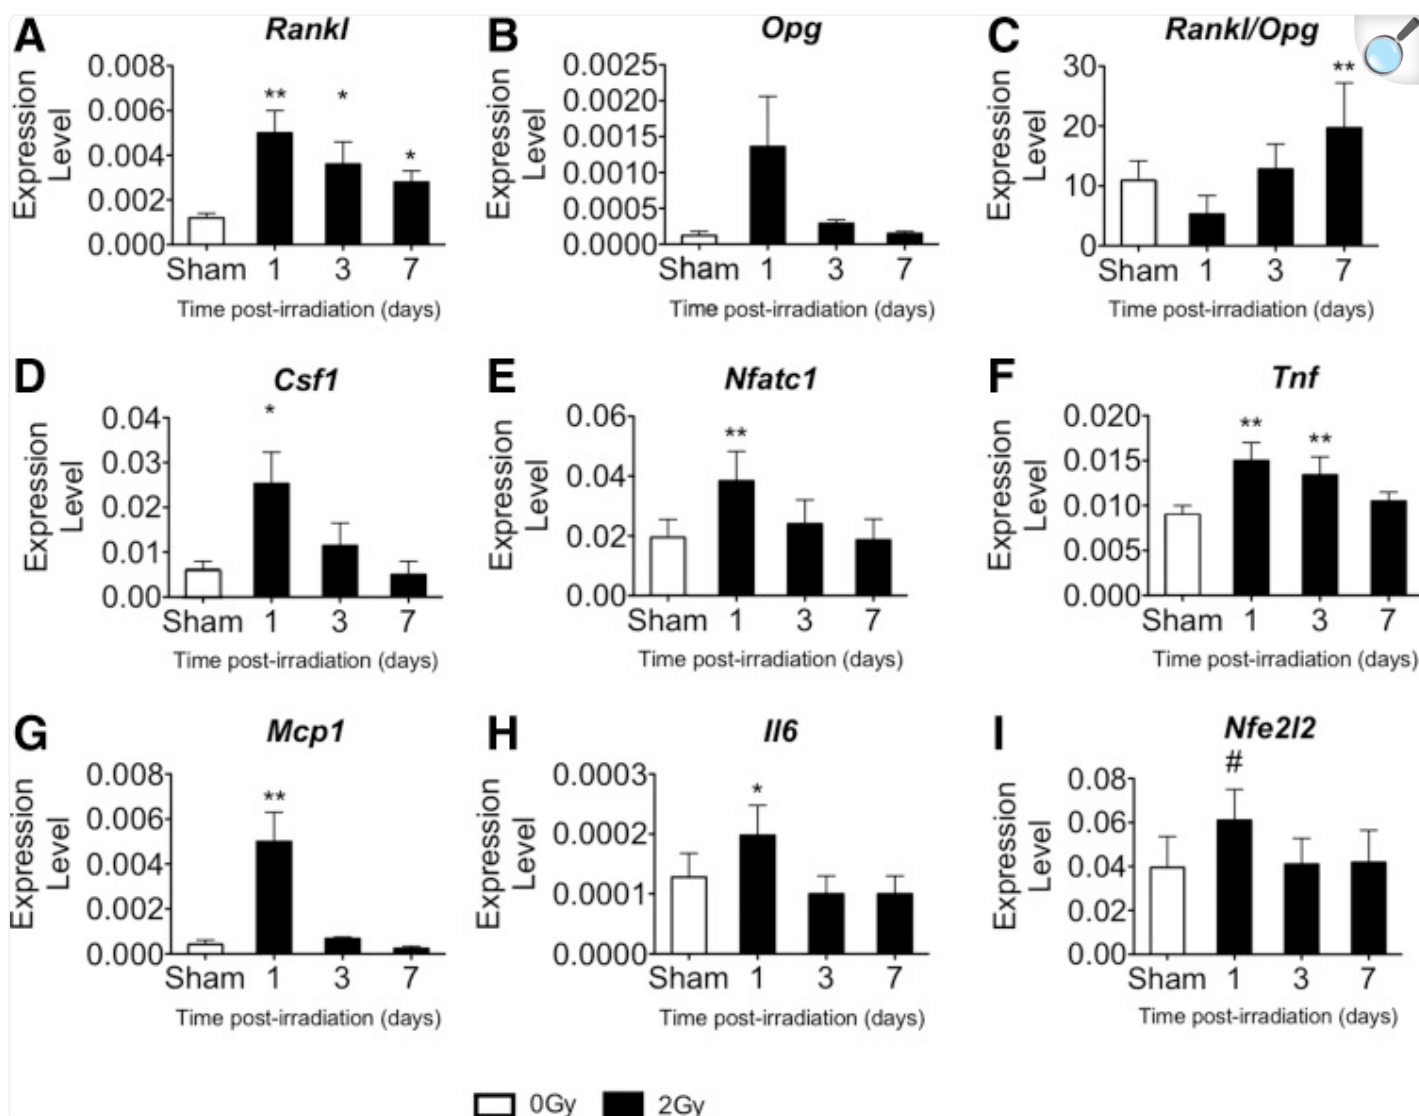 A Rankl
Expression Level
0.008
0.006
0.004
0.002
0.000
** * *
Sham 1 3 7
Time post-irradiation (days)
B Opg
Expression Level
0.0025
0.0020
0.0015
0.0010
0.0005
0.0000
Sham 1 3 7
Time post-irradiation (days)
C Rankl/Opg
Expression Level
30
20
10
0
**
Sham 1 3 7
Time post-irradiation (days)
D Csf1
Expression Level
0.04
0.03
0.02
0.01
0.00
*
Sham 1 3 7
Time post-irradiation (days)
E Nfatc1
Expression Level
0.06
0.04
0.02
0.00
**
Sham 1 3 7
Time post-irradiation (days)
F Tnf
Expression Level
0.020
0.015
0.010
0.005
0.000
** **
Sham 1 3 7
Time post-irradiation (days)
G Mcp1
Expression Level
0.008
0.006
0.004
0.002
0.000
**
Sham 1 3 7
Time post-irradiation (days)
H Il6
Expression Level
0.0003
0.0002
0.0001
0.0000
*
Sham 1 3 7
Time post-irradiation (days)
I Nfe2l2
Expression Level
0.08
0.06
0.04
0.02
0.00
#
Sham 1 3 7
Time post-irradiation (days)
0Gy 2Gy